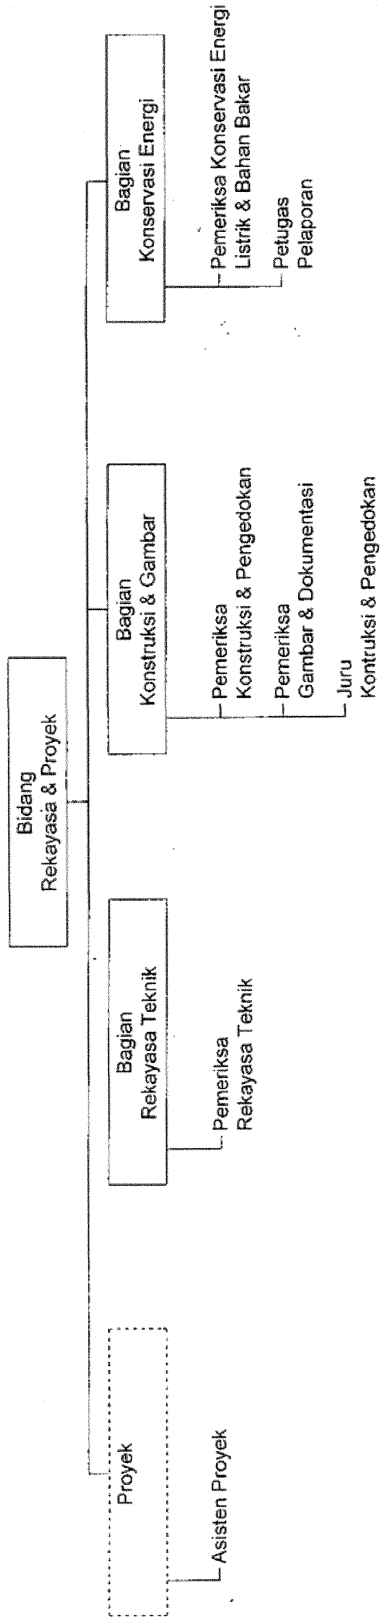 Bidang
Rekayasa & Proyek
Proyek
Asisten Proyek
Bagian
Rekayasa Teknik
Pemeriksa
Rekayasa Teknik
Bagian
Konstruksi & Gambar
Pemeriksa
Konstruksi & Pengedokan
Pemeriksa
Gambar & Dokumentasi
Juru
Kontruksi & Pengedokan
Bagian
Konservasi Energi
Pemeriksa Konservasi Energi
Listrik & Bahan Bakar
Petugas
Pelaporan